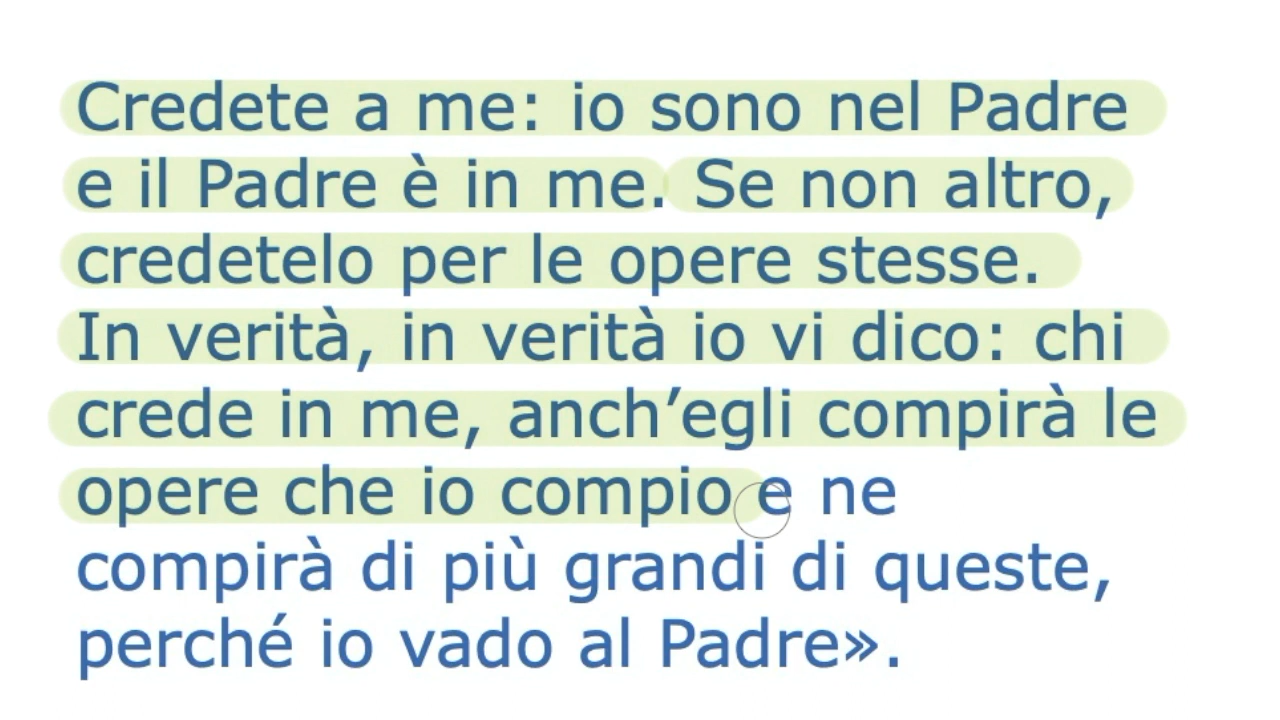 Credete a me: io sono nel Padre
e il Padre è in me. Se non altro,
credetelo per le opere stesse.
In verità, in verità io vi dico: chi
crede in me, anch’egli compirà le
opere che io compio e ne
compirà di più grandi di queste,
perché io vado al Padre».